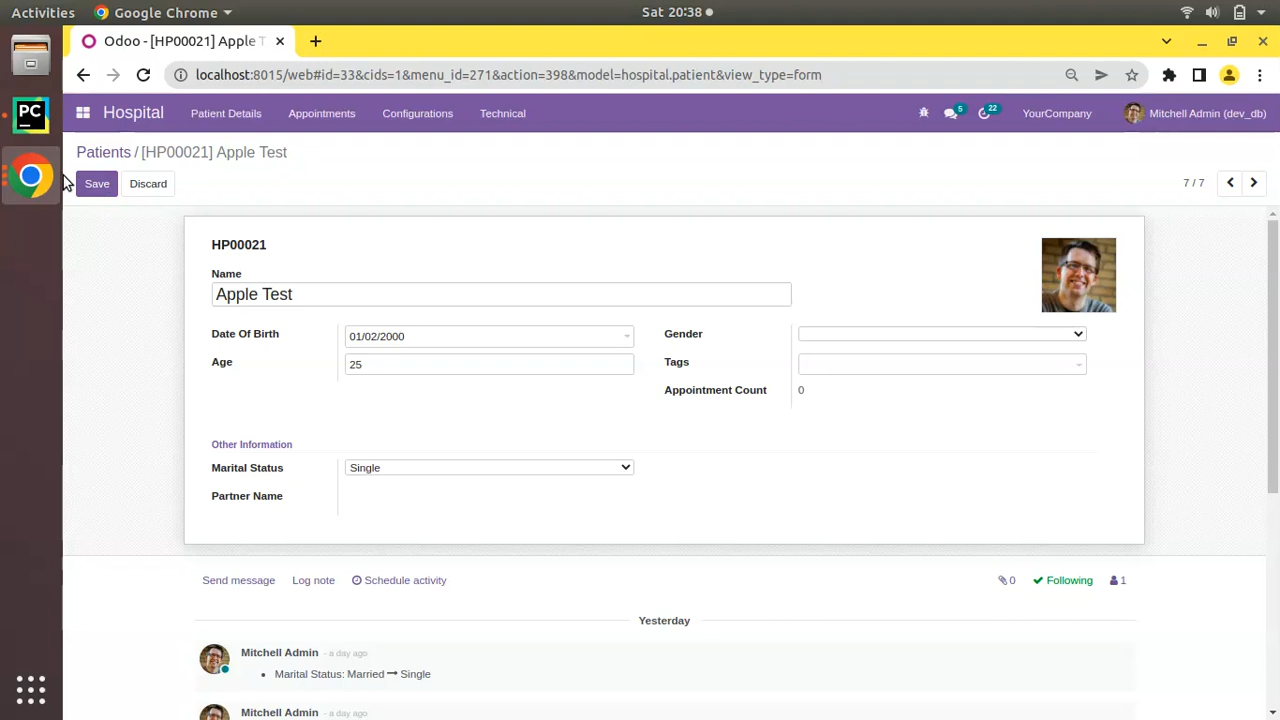 Activities Google Chrome Sat 20:38
Odoo - [HP00021] Apple T
localhost:8015/web#id=33&cids=1&menu_id=271&action=398&model=hospital.patient&view_type=form
PC
Hospital Patient Details Appointments Configurations Technical 5 22 YourCompany Mitchell Admin (dev_db)
Patients / [HP00021] Apple Test
Save Discard 7 / 7
HP00021
Name
Apple Test
Date Of Birth 01/02/2000 Gender
Age 25 Tags
Appointment Count 0
Other Information
Marital Status Single
Partner Name
Send message Log note Schedule activity 0 Following 1
Yesterday
Mitchell Admin - a day ago
Marital Status: Married Single
Mitchell Admin - a day ago